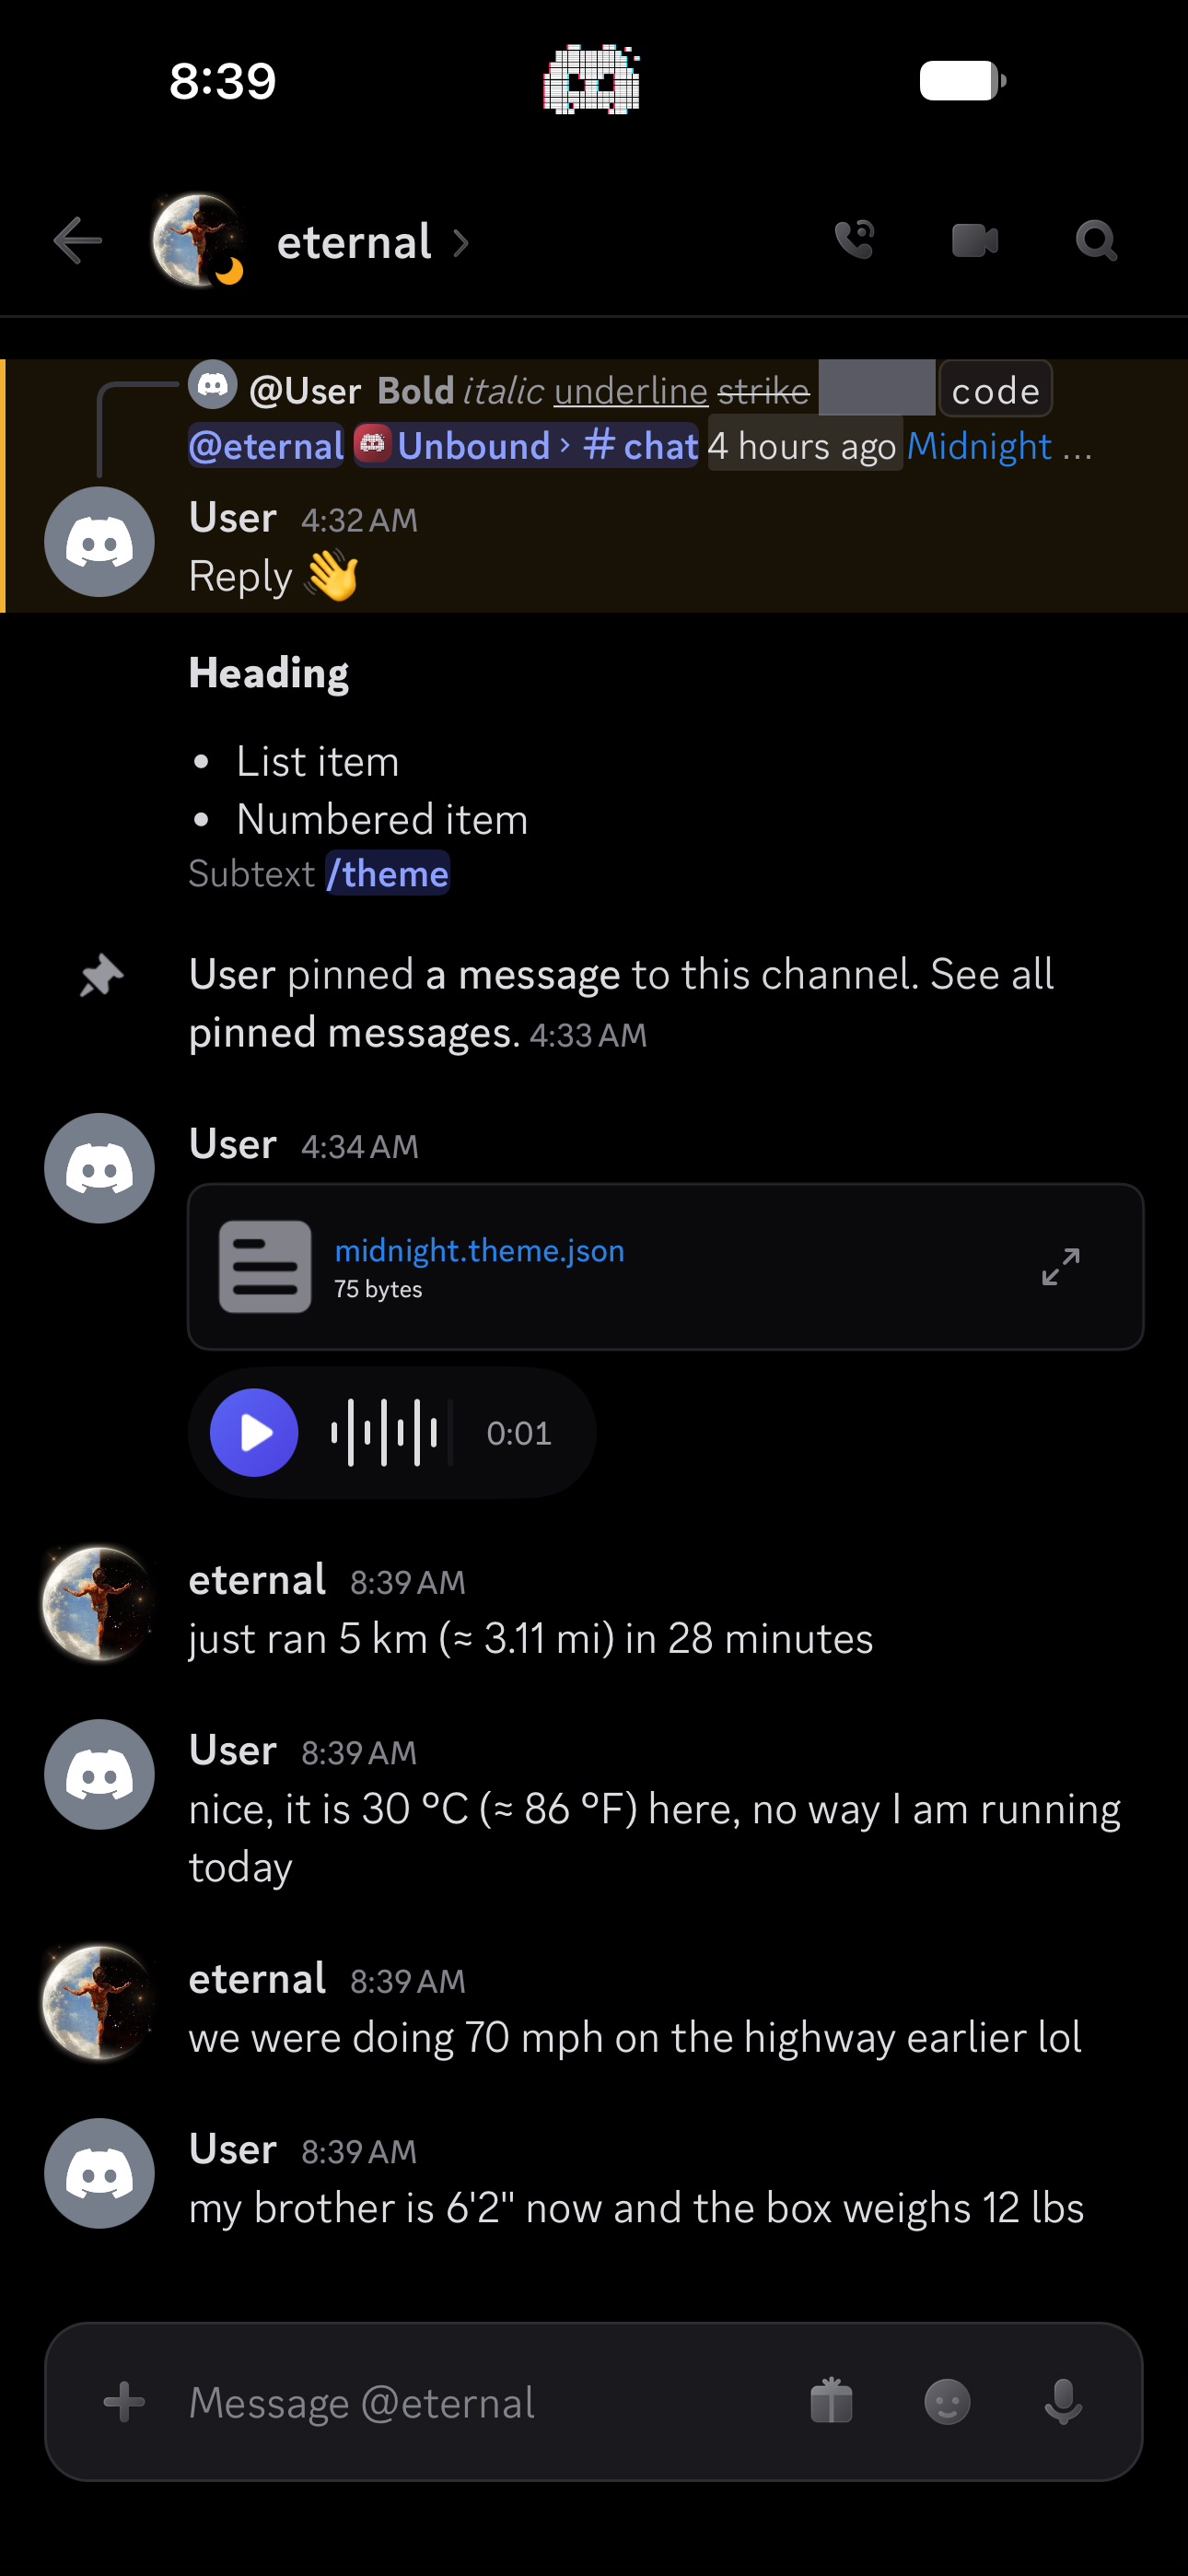 8:39
eternal
@User Bold italic underline strike code
@eternal Unbound › # chat 4 hours ago Midnight ...
User 4:32 AM
Reply 👋
Heading
• List item
• Numbered item
Subtext /theme
User pinned a message to this channel. See all
pinned messages. 4:33 AM
User 4:34 AM
midnight.theme.json
75 bytes
0:01
eternal 8:39 AM
just ran 5 km (≈ 3.11 mi) in 28 minutes
User 8:39 AM
nice, it is 30 °C (≈ 86 °F) here, no way I am running
today
eternal 8:39 AM
we were doing 70 mph on the highway earlier lol
User 8:39 AM
my brother is 6'2" now and the box weighs 12 lbs
Message @eternal